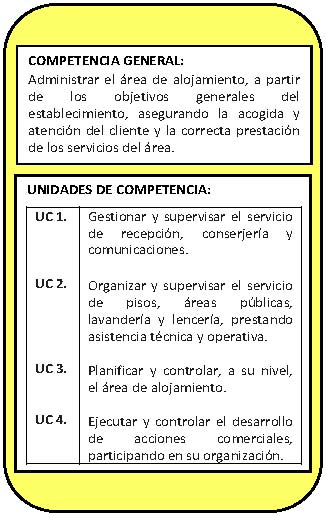 COMPETENCIA GENERAL:
Administrar el área de alojamiento, a partir
de los objetivos generales del
establecimiento, asegurando la acogida y
atención del cliente y la correcta prestación
de los servicios del área.
UNIDADES DE COMPETENCIA:
UC 1. Gestionar y supervisar el servicio
de recepción, conserjería y
comunicaciones.
UC 2. Organizar y supervisar el servicio
de pisos, áreas públicas,
lavandería y lencería, prestando
asistencia técnica y operativa.
UC 3. Planificar y controlar, a su nivel,
el área de alojamiento.
UC 4. Ejecutar y controlar el desarrollo
de acciones comerciales,
participando en su organización.